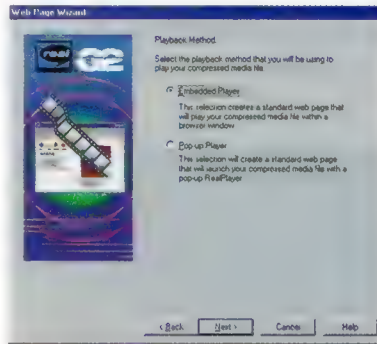 Web Page Wizard
real
G2
Playback Method
Select the playback method that you will be using to
play your compressed media file
Embedded Player
This selection creates a standard web page that
will play your compressed media file within a
browser window
Pop-up Player
This selection will create a standard web page
that will launch your compressed media file with a
pop-up RealPlayer
< Back
Next >
Cancel
Help